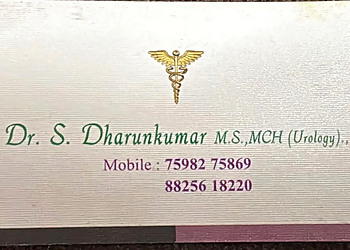 Dr. S. Dharunkumar M.S.,MCH (Urology).,
Mobile : 75982 75869
88256 18220